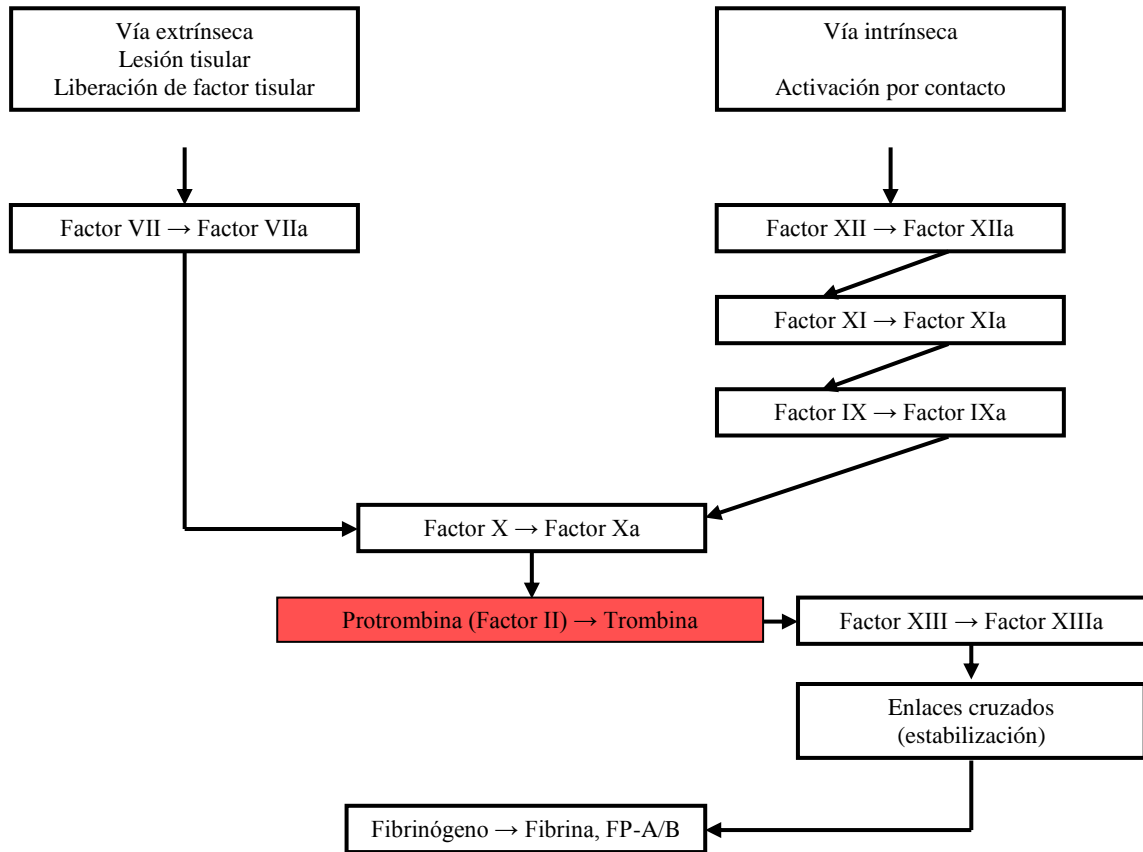 Vía extrínseca
Lesión tisular
Liberación de factor tisular
Vía intrínseca
Activación por contacto
Factor VII → Factor VIIa
Factor XII → Factor XIIa
Factor XI → Factor XIa
Factor IX → Factor IXa
Factor X → Factor Xa
Protrombina (Factor II) → Trombina
Factor XIII → Factor XIIIa
Enlaces cruzados
(estabilización)
Fibrinógeno → Fibrina, FP-A/B